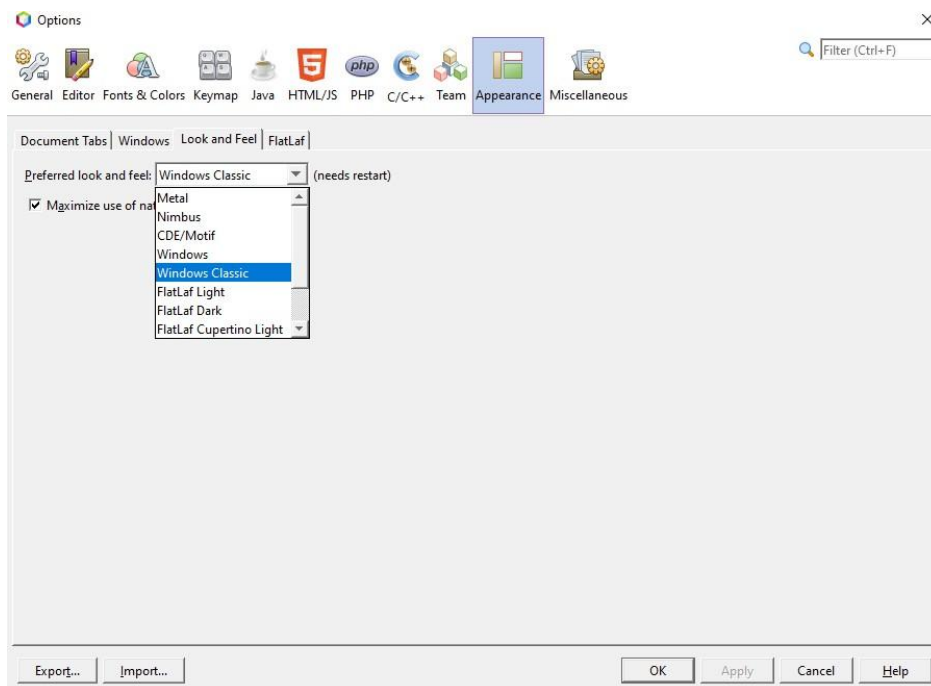 Options
Filter (Ctrl+F)
General Editor Fonts & Colors Keymap Java HTML/JS PHP C/C++ Team Appearance Miscellaneous
Document Tabs Windows Look and Feel FlatLaf
Preferred look and feel: Windows Classic (needs restart)
Maximize use of nat
Metal
Nimbus
CDE/Motif
Windows
Windows Classic
FlatLaf Light
FlatLaf Dark
FlatLaf Cupertino Light
Export... Import... OK Apply Cancel Help